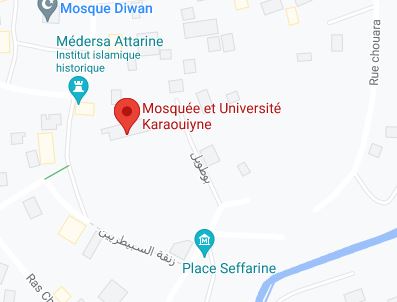 Mosque Diwan
Médersa Attarine
Institut islamique
historique
Mosquée et Université
Karaouiyne
Rue chouara
بوطويل
زنقة السبيطريين
Place Seffarine
Ras Ch